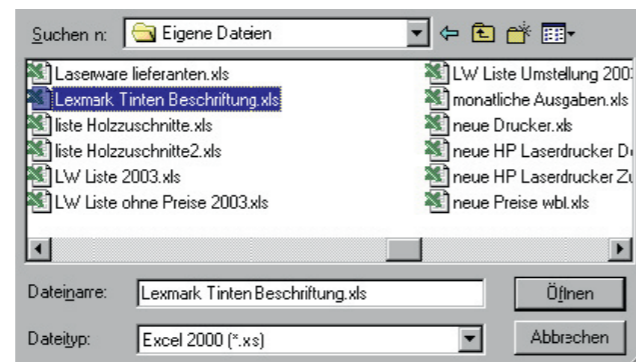 Suchen n: Eigene Dateien
Laserware lieferanten.xls
Lexmark Tinten Beschriftung.xls
liste Holzzuschnitte.xls
liste Holzzuschnitte2.xls
LW Liste 2003.xls
LW Liste ohne Preise 2003.xls
LW Liste Umstellung 200
monatliche Ausgaben.xls
neue Drucker.xls
neue HP Laserdrucker D
neue HP Laserdrucker Zu
neue Preise wbl.xls
Dateiname: Lexmark Tinten Beschriftung.xls
Öffnen
Dateityp: Excel 2000 (*.xs)
Abbrechen